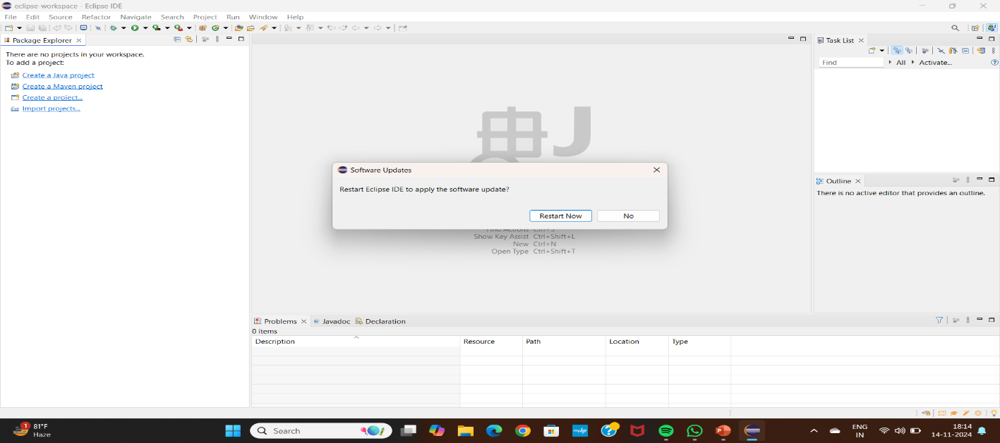 eclipse-workspace - Eclipse IDE
File Edit Source Refactor Navigate Search Project Run Window Help
Package Explorer
There are no projects in your workspace.
To add a project:
Create a Java project
Create a Maven project
Create a project...
Import projects...
J
Software Updates
Restart Eclipse IDE to apply the software update?
Restart Now No
Find Actions Ctrl+3
Show Key Assist Ctrl+Shift+L
New Ctrl+N
Open Type Ctrl+Shift+T
Task List
Find All Activate...
Outline
There is no active editor that provides an outline.
Problems Javadoc Declaration
0 items
Description Resource Path Location Type
1 81°F
Haze
Search
ENG
IN
18:14
14-11-2024